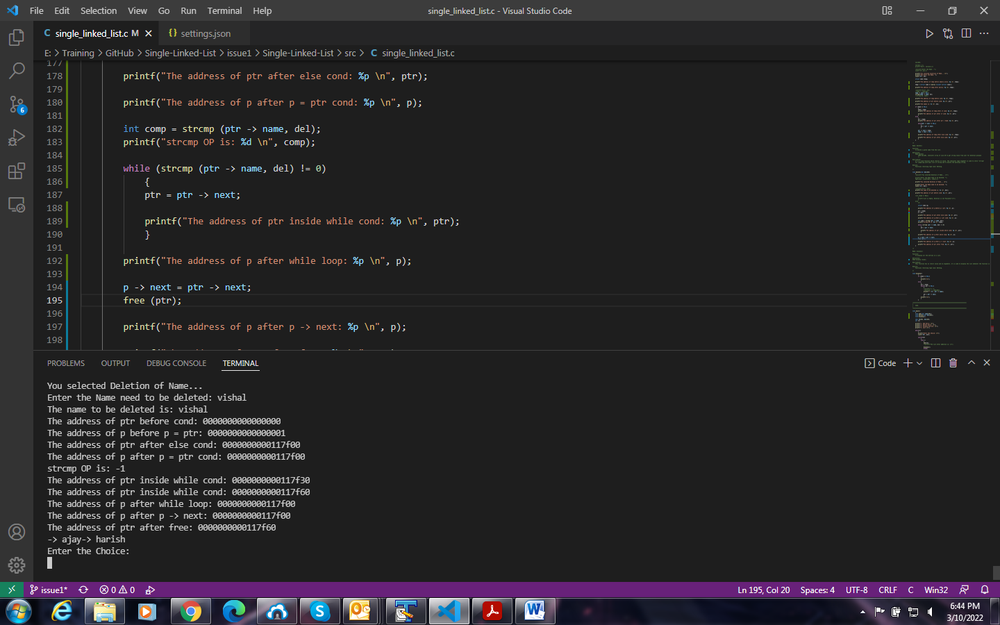 File Edit Selection View Go Run Terminal Help
single_linked_list.c - Visual Studio Code
single_linked_list.c M
{} settings.json
E: > Training > GitHub > Single-Linked-List > issue1 > Single-Linked-List > src > C single_linked_list.c
177
178 printf("The address of ptr after else cond: %p \n", ptr);
179
180 printf("The address of p after p = ptr cond: %p \n", p);
181
182 int comp = strcmp (ptr -> name, del);
183 printf("strcmp OP is: %d \n", comp);
184
185 while (strcmp (ptr -> name, del) != 0)
186 {
187 ptr = ptr -> next;
188
189 printf("The address of ptr inside while cond: %p \n", ptr);
190 }
191
192 printf("The address of p after while loop: %p \n", p);
193
194 p -> next = ptr -> next;
195 free (ptr);
196
197 printf("The address of p after p -> next: %p \n", p);
198
PROBLEMS OUTPUT DEBUG CONSOLE TERMINAL
Code
You selected Deletion of Name...
Enter the Name need to be deleted: vishal
The name to be deleted is: vishal
The address of ptr before cond: 0000000000000000
The address of p before p = ptr: 0000000000000001
The address of ptr after else cond: 0000000000117f00
The address of p after p = ptr cond: 0000000000117f00
strcmp OP is: -1
The address of ptr inside while cond: 0000000000117f30
The address of ptr inside while cond: 0000000000117f60
The address of p after while loop: 0000000000117f00
The address of p after p -> next: 0000000000117f00
The address of ptr after free: 0000000000117f60
-> ajay-> harish
Enter the Choice:
issue1* 0 0 Ln 195, Col 20 Spaces: 4 UTF-8 CRLF C Win32
6:44 PM
3/10/2022